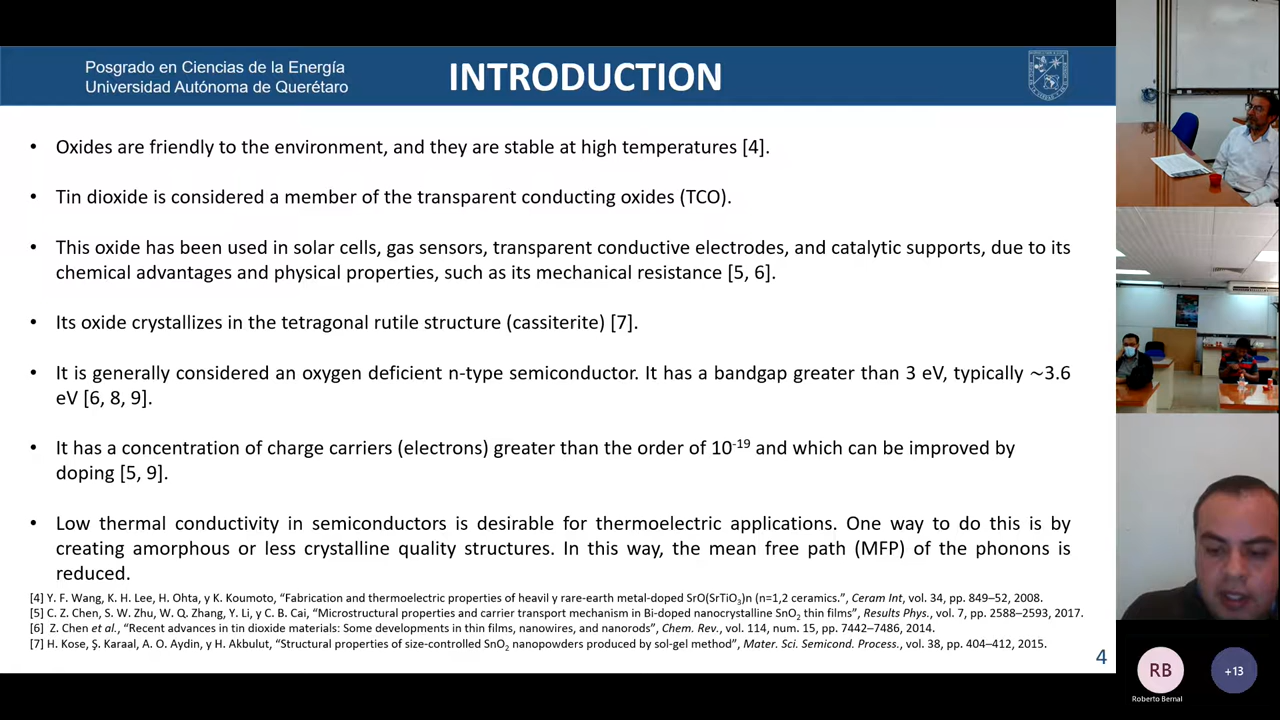 Posgrado en Ciencias de la Energía
Universidad Autónoma de Querétaro
INTRODUCTION
• Oxides are friendly to the environment, and they are stable at high temperatures [4].
• Tin dioxide is considered a member of the transparent conducting oxides (TCO).
• This oxide has been used in solar cells, gas sensors, transparent conductive electrodes, and catalytic supports, due to its
chemical advantages and physical properties, such as its mechanical resistance [5, 6].
• Its oxide crystallizes in the tetragonal rutile structure (cassiterite) [7].
• It is generally considered an oxygen deficient n-type semiconductor. It has a bandgap greater than 3 eV, typically ~3.6
eV [6, 8, 9].
• It has a concentration of charge carriers (electrons) greater than the order of 10⁻¹⁹ and which can be improved by
doping [5, 9].
• Low thermal conductivity in semiconductors is desirable for thermoelectric applications. One way to do this is by
creating amorphous or less crystalline quality structures. In this way, the mean free path (MFP) of the phonons is
reduced.
[4] Y. F. Wang, K. H. Lee, H. Ohta, y K. Koumoto, “Fabrication and thermoelectric properties of heavil y rare-earth metal-doped SrO(SrTiO₃)n (n=1,2 ceramics.”, Ceram Int, vol. 34, pp. 849–52, 2008.
[5] C. Z. Chen, S. W. Zhu, W. Q. Zhang, Y. Li, y C. B. Cai, “Microstructural properties and carrier transport mechanism in Bi-doped nanocrystalline SnO₂ thin films”, Results Phys., vol. 7, pp. 2588–2593, 2017.
[6] Z. Chen et al., “Recent advances in tin dioxide materials: Some developments in thin films, nanowires, and nanorods”, Chem. Rev., vol. 114, num. 15, pp. 7442–7486, 2014.
[7] H. Kose, Ş. Karaal, A. O. Aydin, y H. Akbulut, “Structural properties of size-controlled SnO₂ nanopowders produced by sol-gel method”, Mater. Sci. Semicond. Process., vol. 38, pp. 404–412, 2015.
4
RB
+13
Roberto Bernal